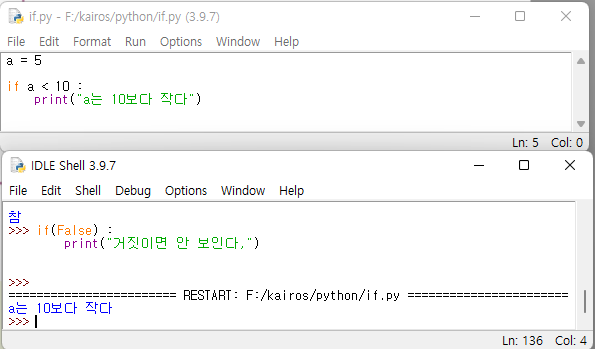 if.py - F:/kairos/python/if.py (3.9.7)
File Edit Format Run Options Window Help
a = 5
if a < 10 :
    print("a는 10보다 작다")
Ln: 5 Col: 0
IDLE Shell 3.9.7
File Edit Shell Debug Options Window Help
참
>>> if(False) :
        print("거짓이면 안 보인다,")
>>>
======================== RESTART: F:/kairos/python/if.py =======================
a는 10보다 작다
>>>
Ln: 136 Col: 4